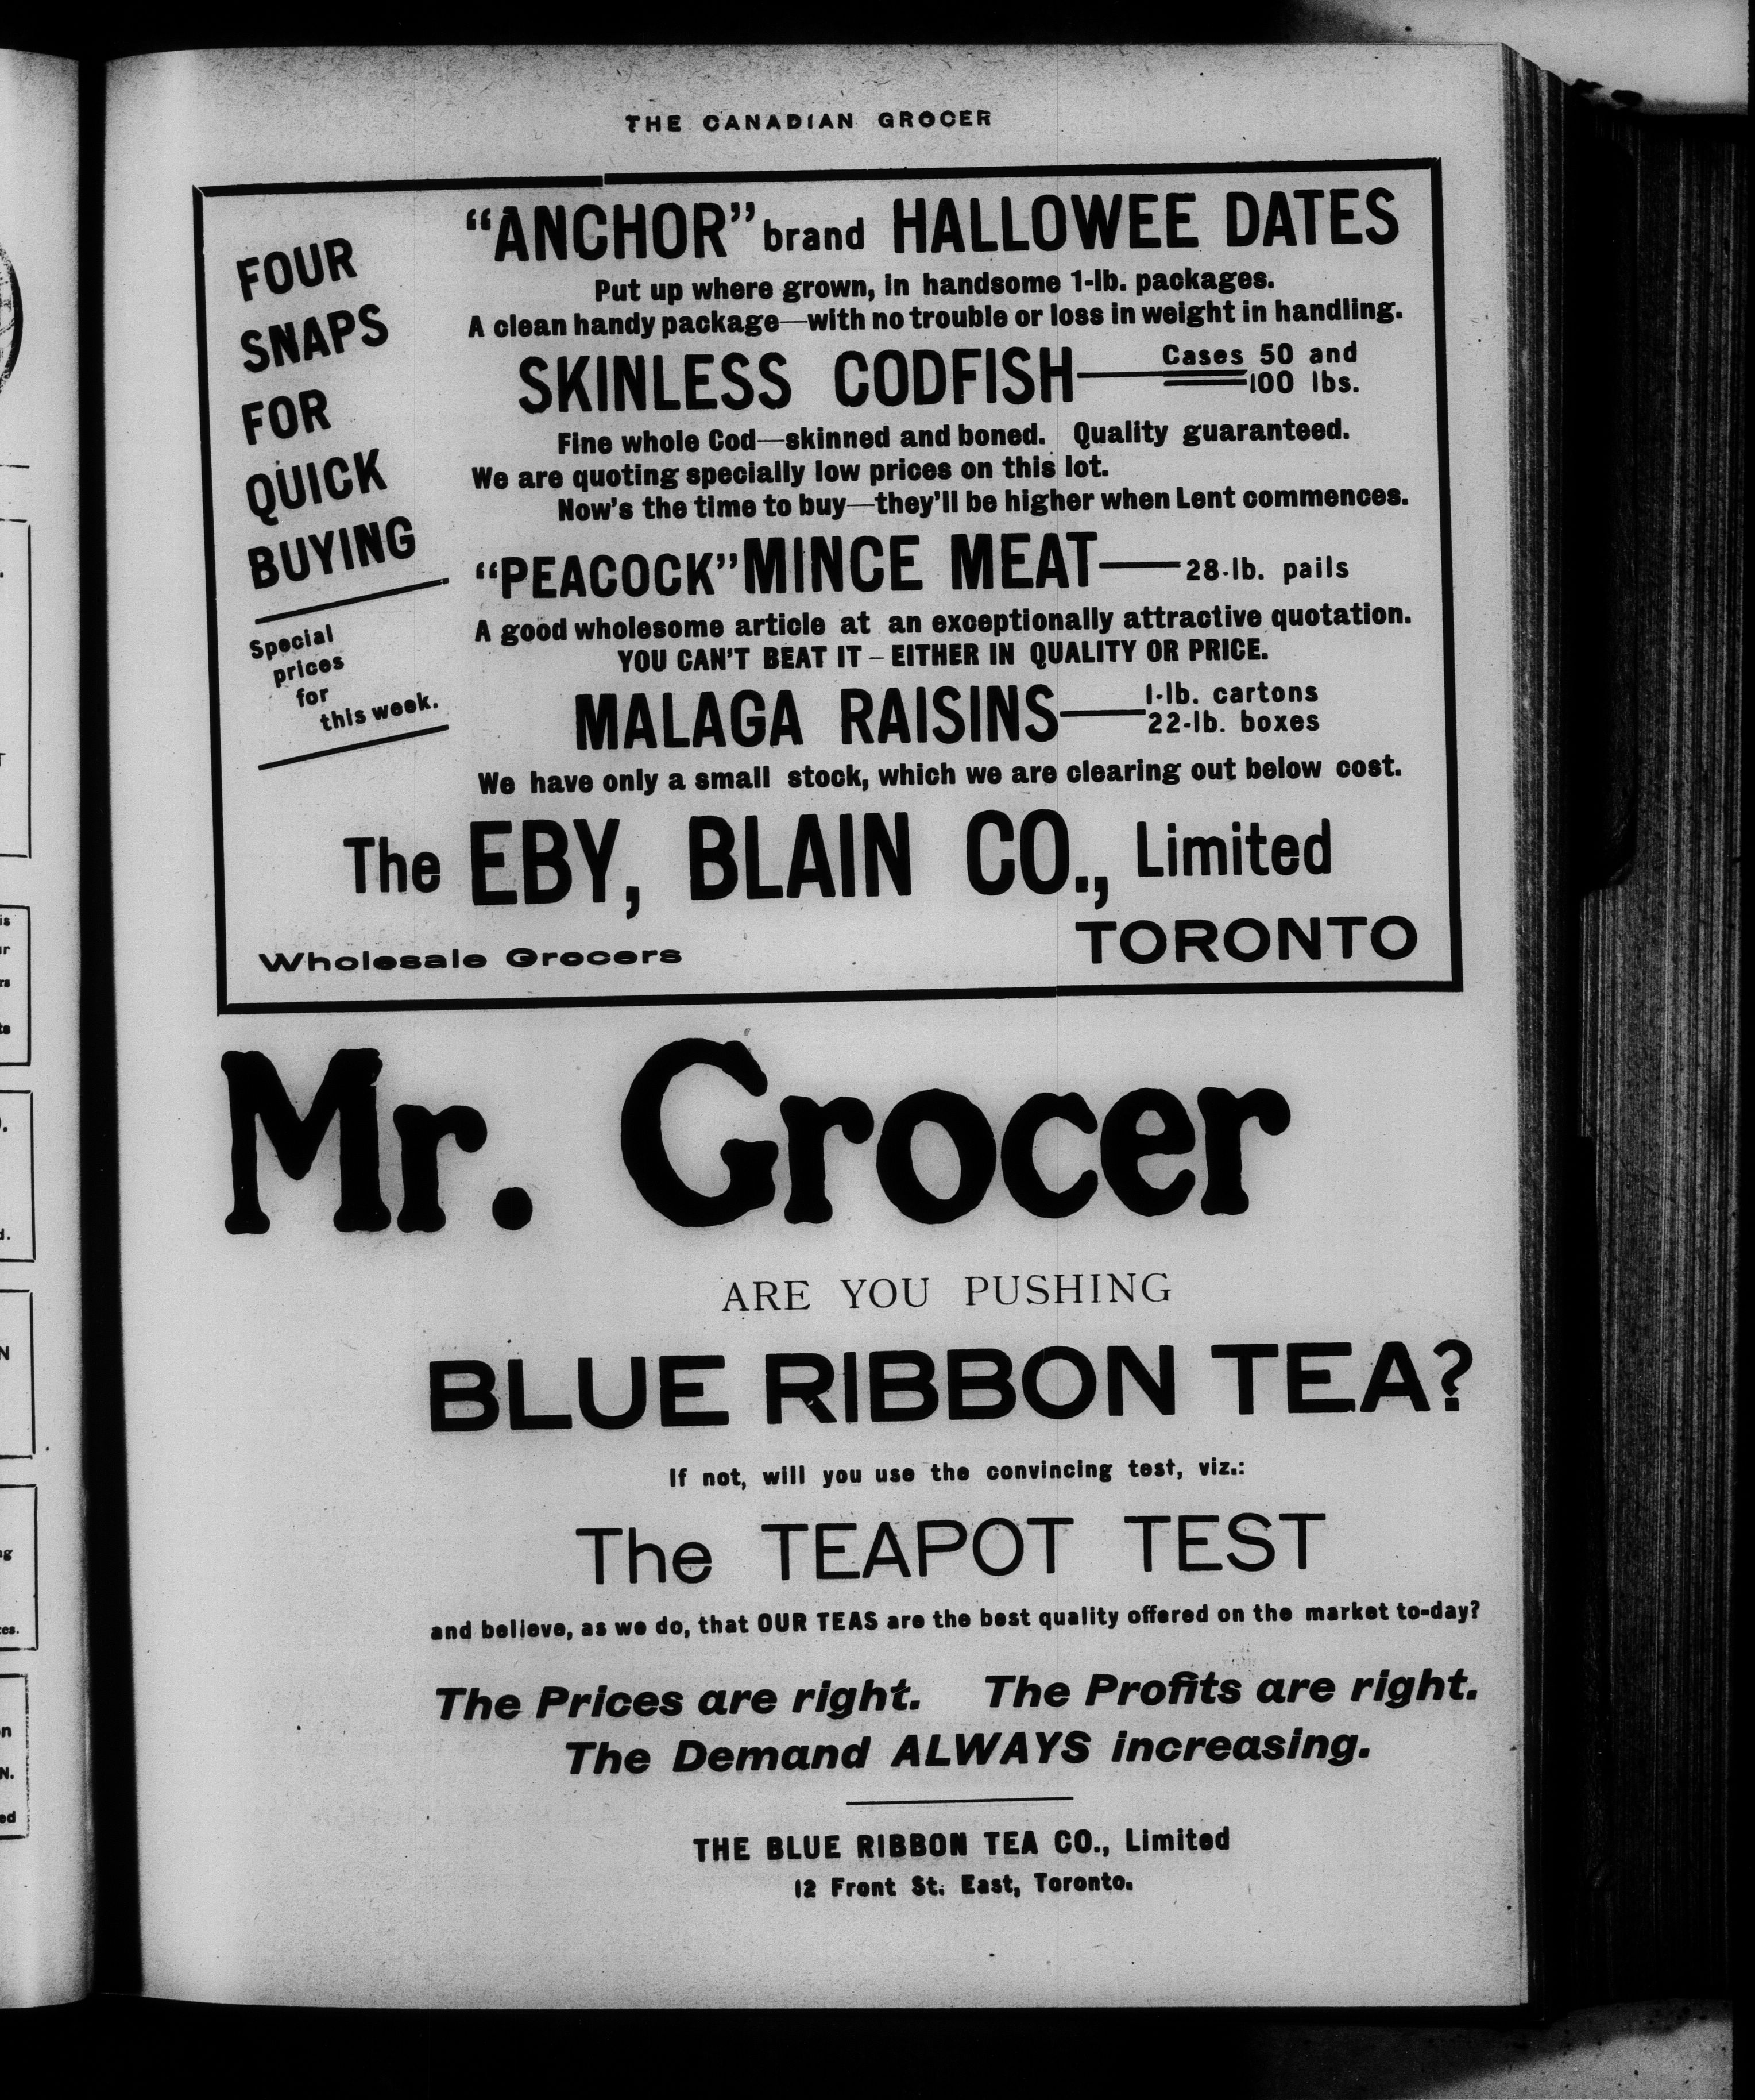 THE CANADIAN GROCER
FOUR
SNAPS
FOR
QUICK
BUYING
Special
prices
for
this week.
"ANCHOR" brand HALLOWEE DATES
Put up where grown, in handsome 1-lb. packages.
A clean handy package—with no trouble or loss in weight in handling.
SKINLESS CODFISH—Cases 50 and
100 lbs.
Fine whole Cod—skinned and boned. Quality guaranteed.
We are quoting specially low prices on this lot.
Now's the time to buy—they'll be higher when Lent commences.
"PEACOCK" MINCE MEAT—28-lb. pails
A good wholesome article at an exceptionally attractive quotation.
YOU CAN'T BEAT IT – EITHER IN QUALITY OR PRICE.
MALAGA RAISINS—1-lb. cartons
22-lb. boxes
We have only a small stock, which we are clearing out below cost.
The EBY, BLAIN CO., Limited
Wholesale Grocers TORONTO
Mr. Grocer
ARE YOU PUSHING
BLUE RIBBON TEA?
If not, will you use the convincing test, viz.:
The TEAPOT TEST
and believe, as we do, that OUR TEAS are the best quality offered on the market to-day?
The Prices are right. The Profits are right.
The Demand ALWAYS increasing.
THE BLUE RIBBON TEA CO., Limited
12 Front St. East, Toronto.